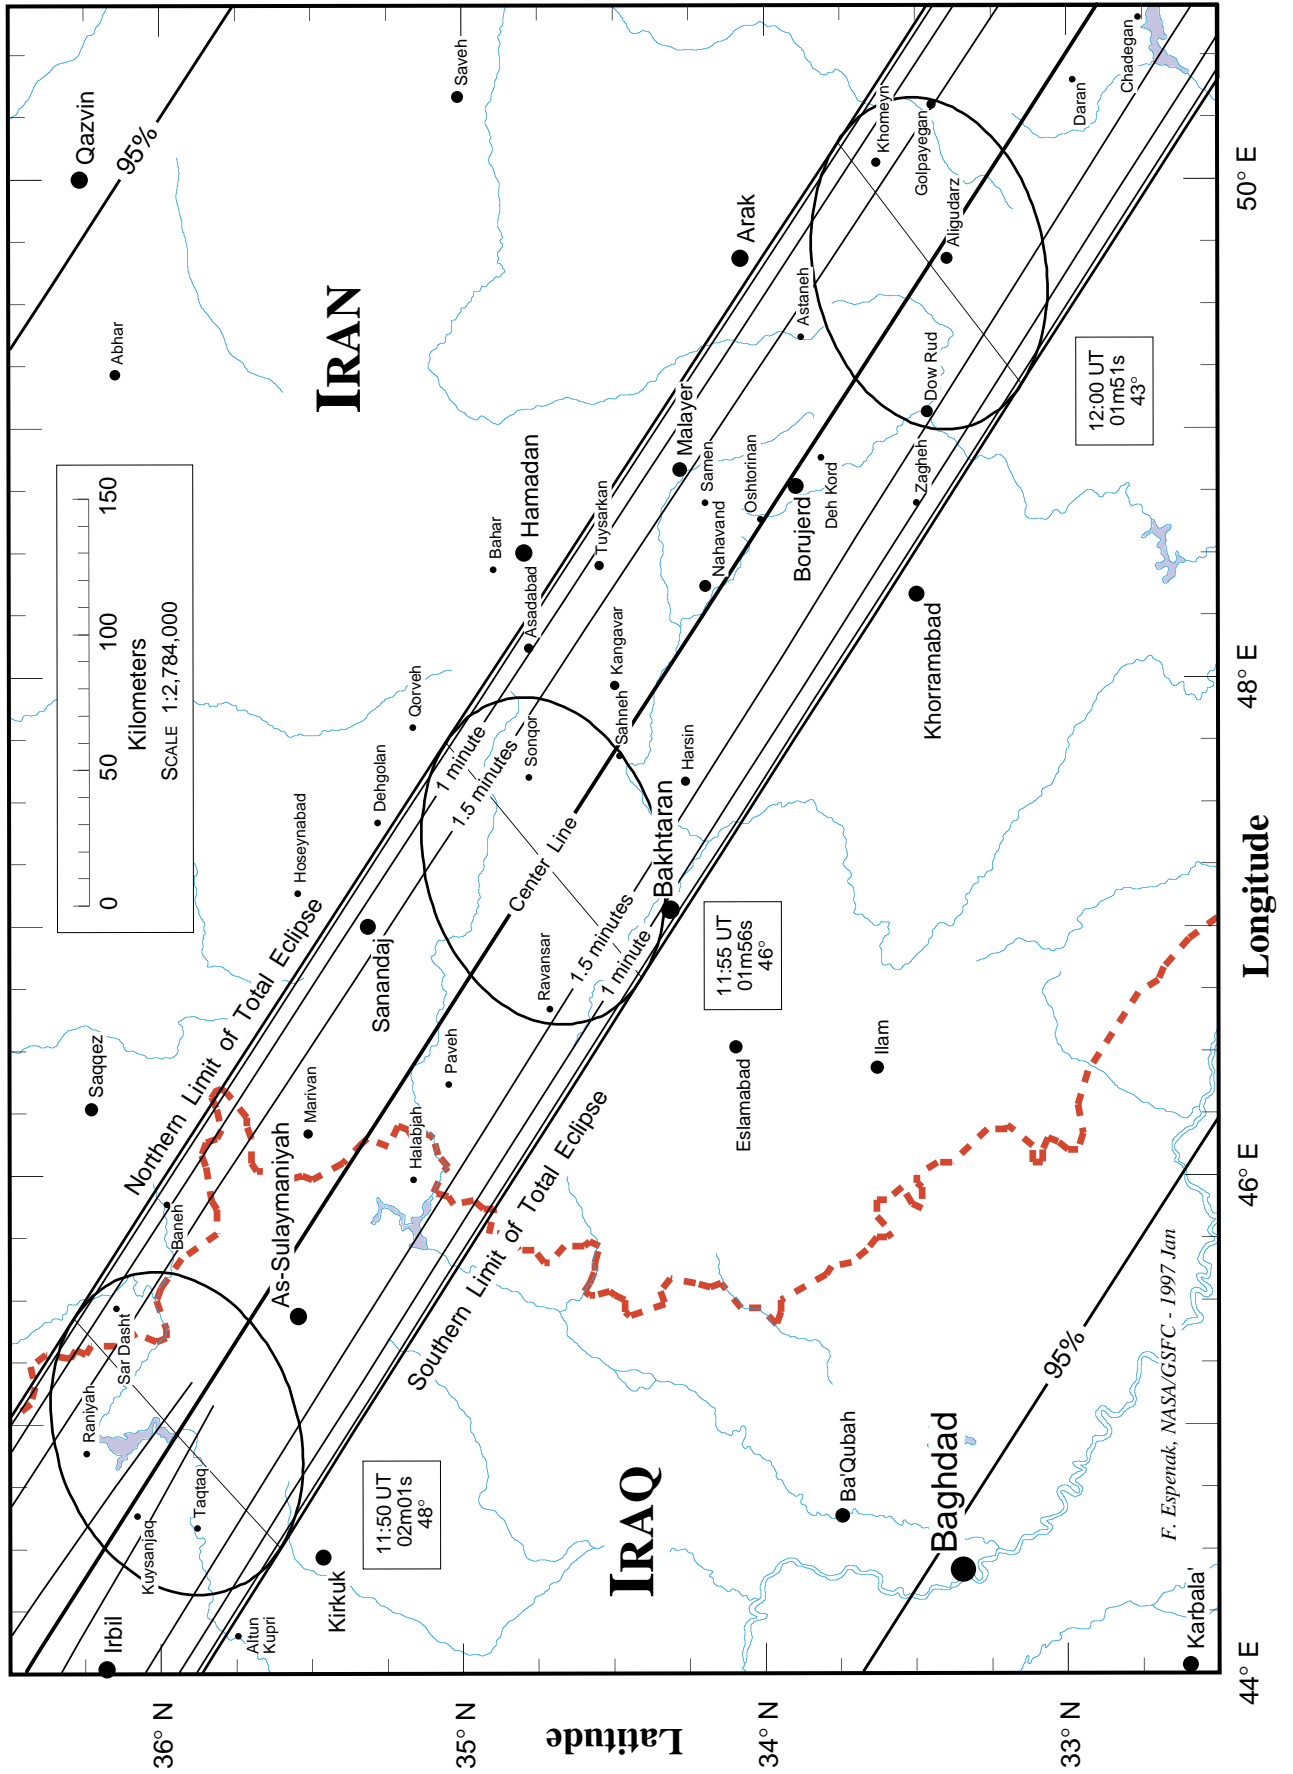 Qazvin
95%
Saveh
Abhar
IRAN
Arak
Khomeyn
Golpayegan
Chadegan
Daran
Aligudarz
Astaneh
Dow Rud
50° E
12:00 UT
01m51s
43°
0 50 100 150
Kilometers
SCALE 1:2,784,000
Bahar
Hamadan
Malayer
Samen
Oshtorinan
Zagheh
Deh Kord
Borujerd
Nahavand
Tuysarkan
Asadabad
Kangavar
Qorveh
Sonqor
Sahneh
Harsin
Khorramabad
48° E
Dehgolan
Hoseynabad
1 minute
1.5 minutes
Center Line
Bakhtaran
1.5 minutes
1 minute
11:55 UT
01m56s
46°
Northern Limit of Total Eclipse
Sanandaj
Ravansar
Paveh
Saqqez
Marivan
Halabjah
Eslamabad
Ilam
Southern Limit of Total Eclipse
Baneh
As-Sulaymaniyah
Sar Dasht
Raniyah
Taqtaq
Kuysanjaq
Irbil
Altun
Kupri
Kirkuk
11:50 UT
02m01s
48°
IRAQ
Ba'Qubah
Baghdad
95%
Karbala'
F. Espenak, NASA/GSFC - 1997 Jan
46° E
44° E
Longitude
36° N
35° N
34° N
33° N
Latitude